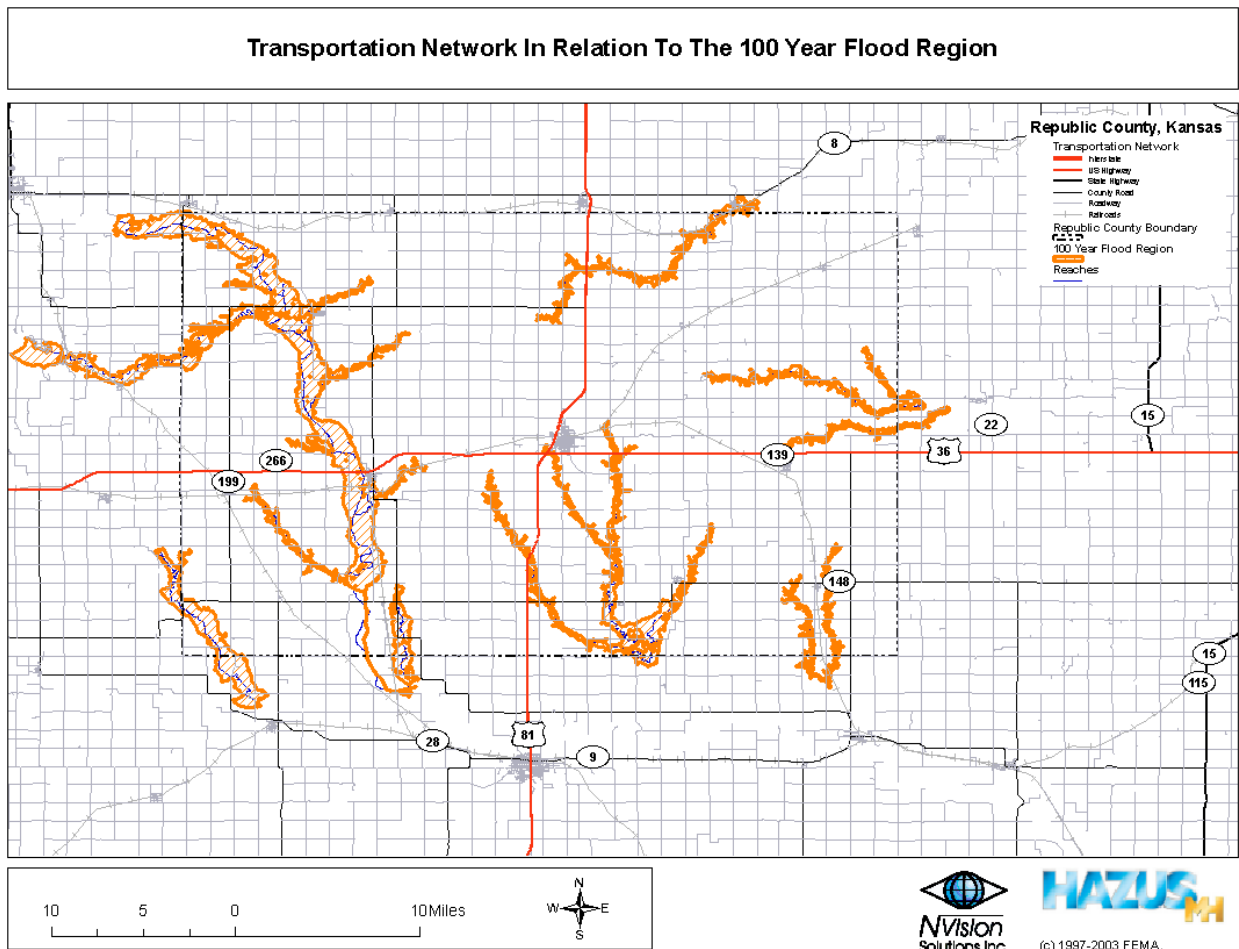 Transportation Network In Relation To The 100 Year Flood Region
Republic County, Kansas
Transportation Network
Interstate
US Highway
State Highway
County Road
Roadway
Railroads
Republic County Boundary
100 Year Flood Region
Reaches
8
15
22
36
139
266
199
148
15
115
81
28
9
10 5 0 10Miles
N
W E
S
NVision
Solutions Inc
HAZUS
MH
(c) 1997-2003 FEMA.